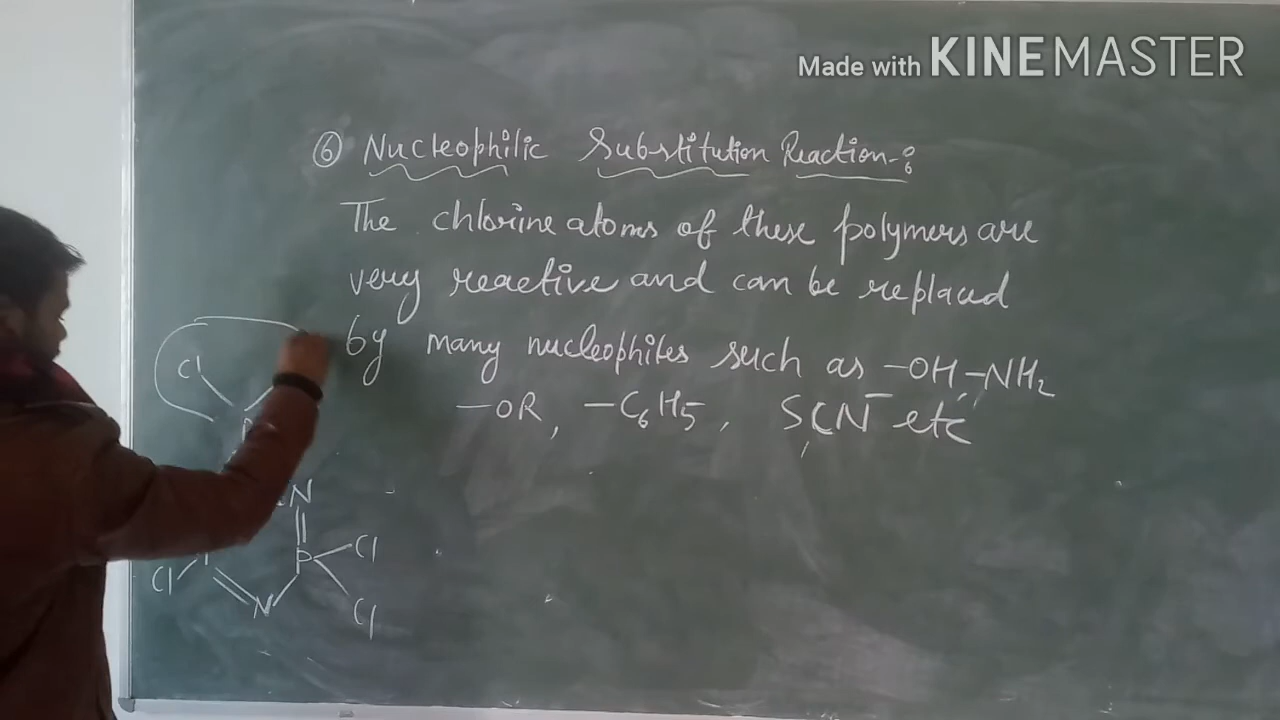 Made with KINEMASTER
⑥ Nucleophilic Substitution Reaction-:
The chlorine atoms of these polymers are
very reactive and can be replaced
by many nucleophiles such as -OH, -NH2
-OR, -C6H5, SCN⁻ etc
Cl
N
P Cl
Cl
N
Cl